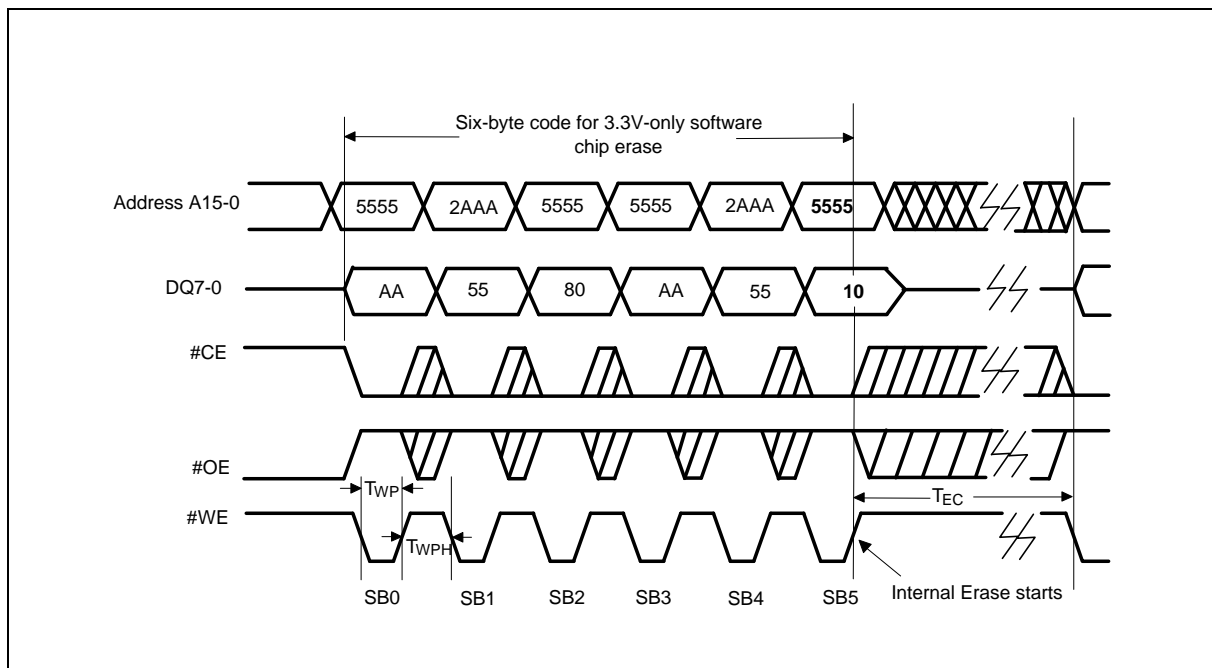 Six-byte code for 3.3V-only software
chip erase
Address A15-0
5555
2AAA
5555
5555
2AAA
5555
DQ7-0
AA
55
80
AA
55
10
#CE
#OE
TWP
TEC
#WE
TWPH
Internal Erase starts
SB0
SB1
SB2
SB3
SB4
SB5